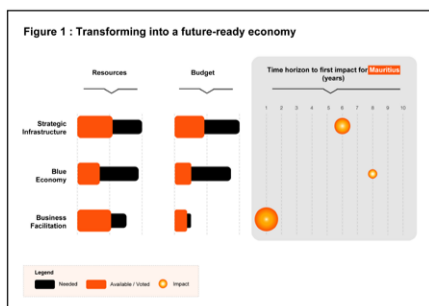 Figure 1 : Transforming into a future-ready economy
Resources
Budget
Time horizon to first impact for Mauritius
(years)
1 2 3 4 5 6 7 8 9 10
Strategic
Infrastructure
Blue
Economy
Business
Facilitation
Legend
Needed
Available / Voted
Impact